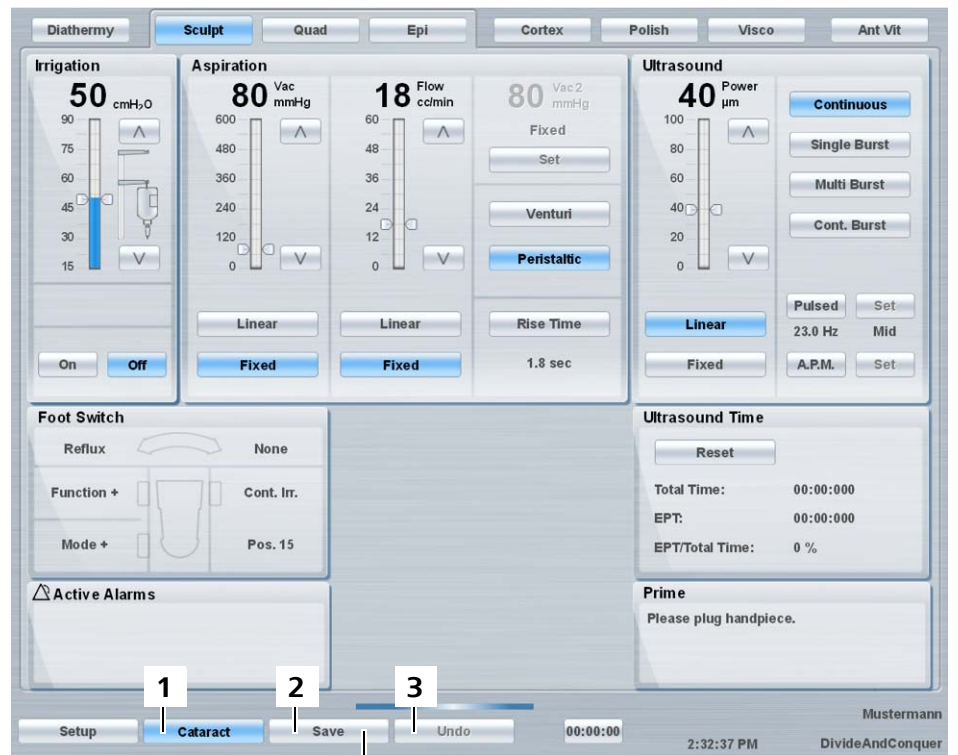 Diathermy Sculpt Quad Epi Cortex Polish Visco Ant Vit
Irrigation
50 cmH₂O
90
75
60
45
30
15
On Off
Aspiration
80 Vac mmHg
600
480
360
240
120
0
Linear
Fixed
18 Flow cc/min
60
48
36
24
12
0
Linear
Fixed
80 Vac2 mmHg
Fixed
Set
Venturi
Peristaltic
Rise Time
1.8 sec
Ultrasound
40 Power µm
100
80
60
40
20
0
Linear
Fixed
Continuous
Single Burst
Multi Burst
Cont. Burst
Pulsed Set
23.0 Hz Mid
A.P.M. Set
Foot Switch
Reflux None
Function + Cont. Irr.
Mode + Pos. 15
Ultrasound Time
Reset
Total Time: 00:00:000
EPT: 00:00:000
EPT/Total Time: 0 %
Active Alarms
Prime
Please plug handpiece.
1 2 3
Setup Cataract Save Undo 00:00:00
Mustermann
2:32:37 PM DivideAndConquer